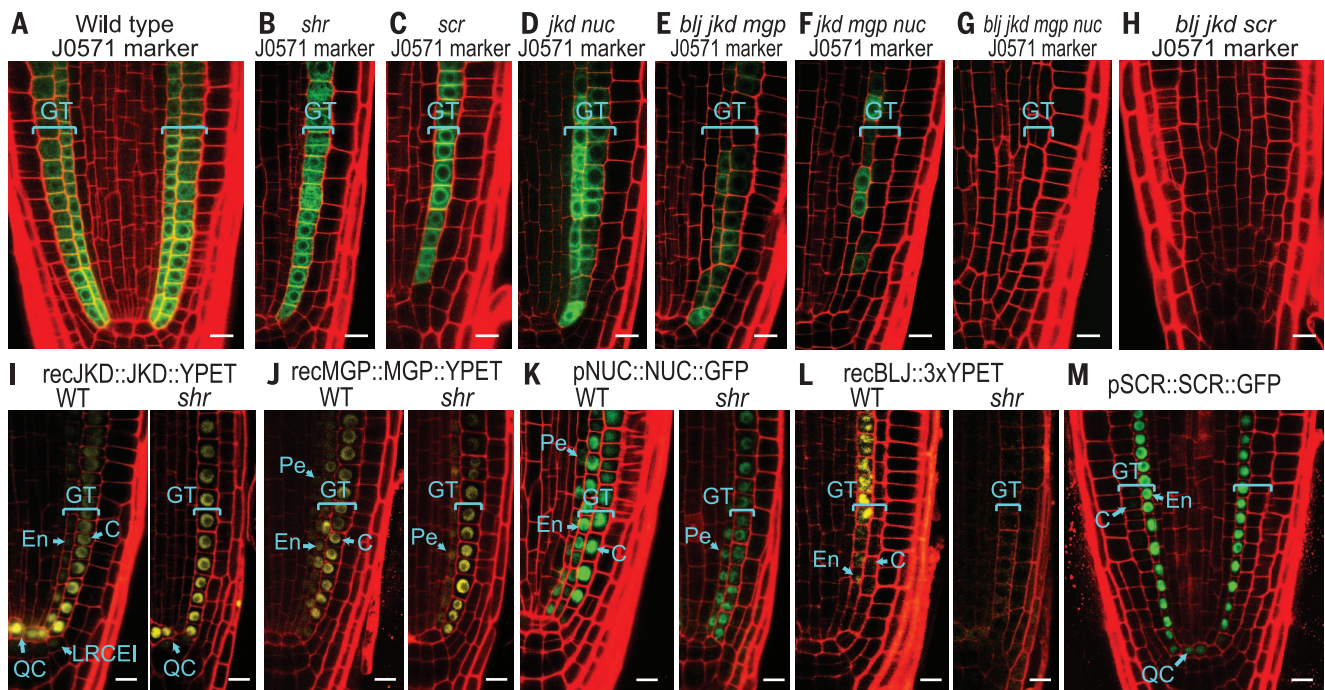 A Wild type
J0571 marker
GT
B shr
J0571 marker
GT
C scr
J0571 marker
GT
D jkd nuc
J0571 marker
GT
E blj jkd mgp
J0571 marker
GT
F jkd mgp nuc
J0571 marker
GT
G blj jkd mgp nuc
J0571 marker
GT
H blj jkd scr
J0571 marker
I recJKD::JKD::YPET
WT shr
GT
En
C
QC
LRCEI
GT
QC
J recMGP::MGP::YPET
WT shr
Pe
GT
En
C
GT
Pe
K pNUC::NUC::GFP
WT shr
Pe
GT
En
C
GT
Pe
L recBLJ::3xYPET
WT shr
GT
En
C
GT
M pSCR::SCR::GFP
GT
C
En
QC